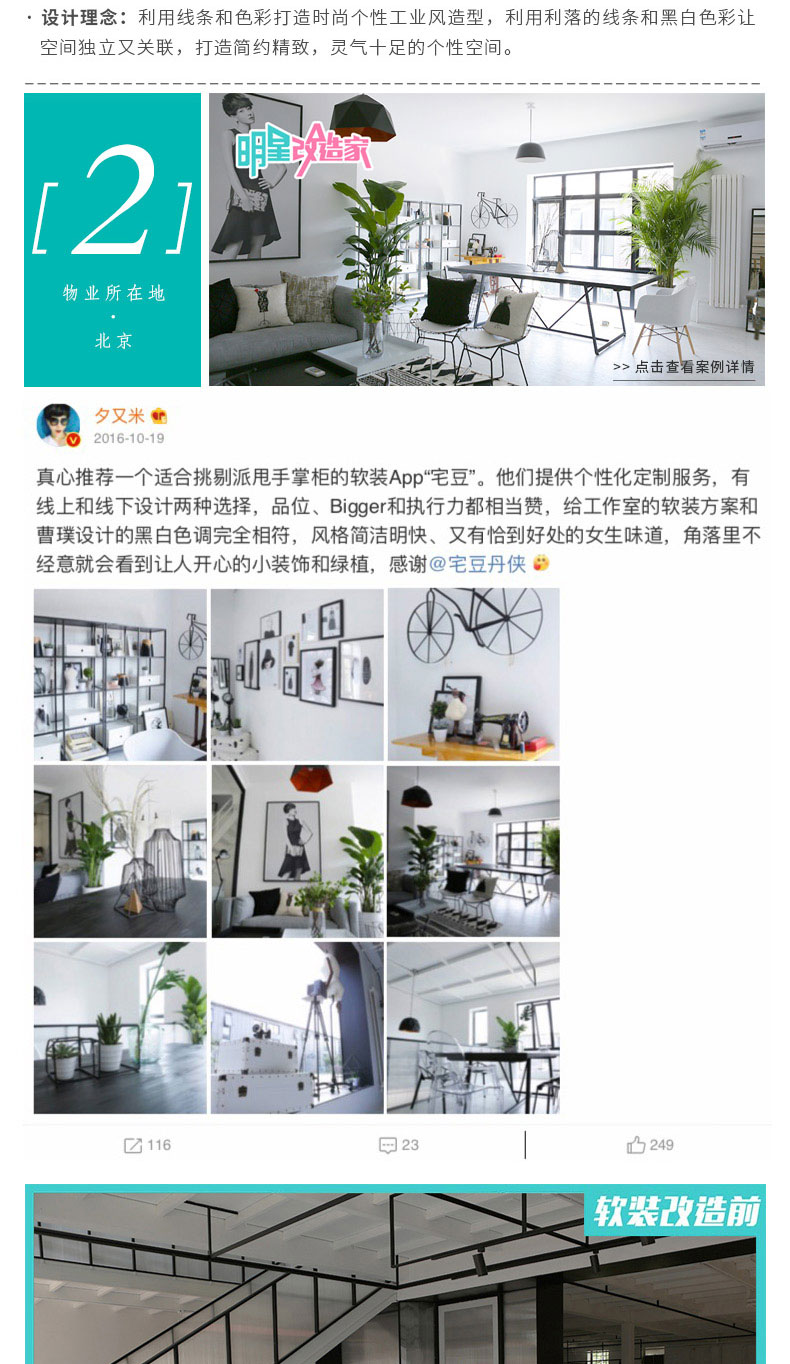 · 设计理念：利用线条和色彩打造时尚个性工业风造型，利用利落的线条和黑白色彩让
空间独立又关联，打造简约精致，灵气十足的个性空间。
[2]
物业所在地
·
北京
明星改造家
>> 点击查看案例详情
夕又米
2016-10-19
真心推荐一个适合挑剔派甩手掌柜的软装App“宅豆”。他们提供个性化定制服务，有
线上和线下设计两种选择，品位、Bigger和执行力都相当赞，给工作室的软装方案和
曹璞设计的黑白色调完全相符，风格简洁明快、又有恰到好处的女生味道，角落里不
经意就会看到让人开心的小装饰和绿植，感谢@宅豆丹侠
116
23
249
软装改造前